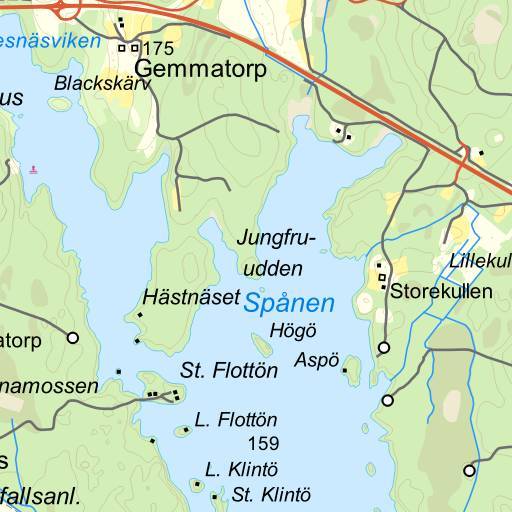 esnäsviken
175
Gemmatorp
Blackskärv
us
Jungfru-
udden
Lillekul
Storekullen
Hästnäset
Spånen
Högö
atorp
Aspö
St. Flottön
namossen
L. Flottön
159
s
L. Klintö
fallsanl.
St. Klintö